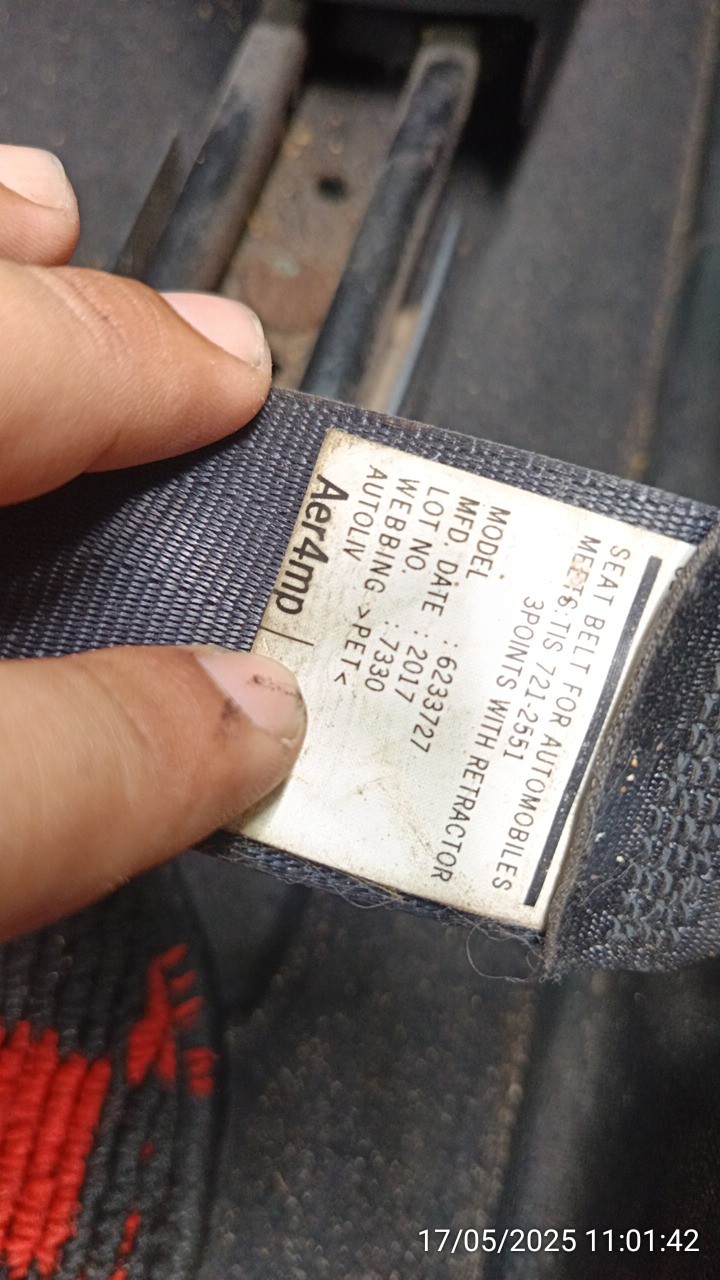 SEAT BELT FOR AUTOMOBILES
MEETS:TIS 721-2551
3POINTS WITH RETRACTOR
MODEL : 6233727
MFD DATE : 2017
LOT NO. : 7330
WEBBING >PET<
AUTOLIV
Aer4mp
17/05/2025 11:01:42